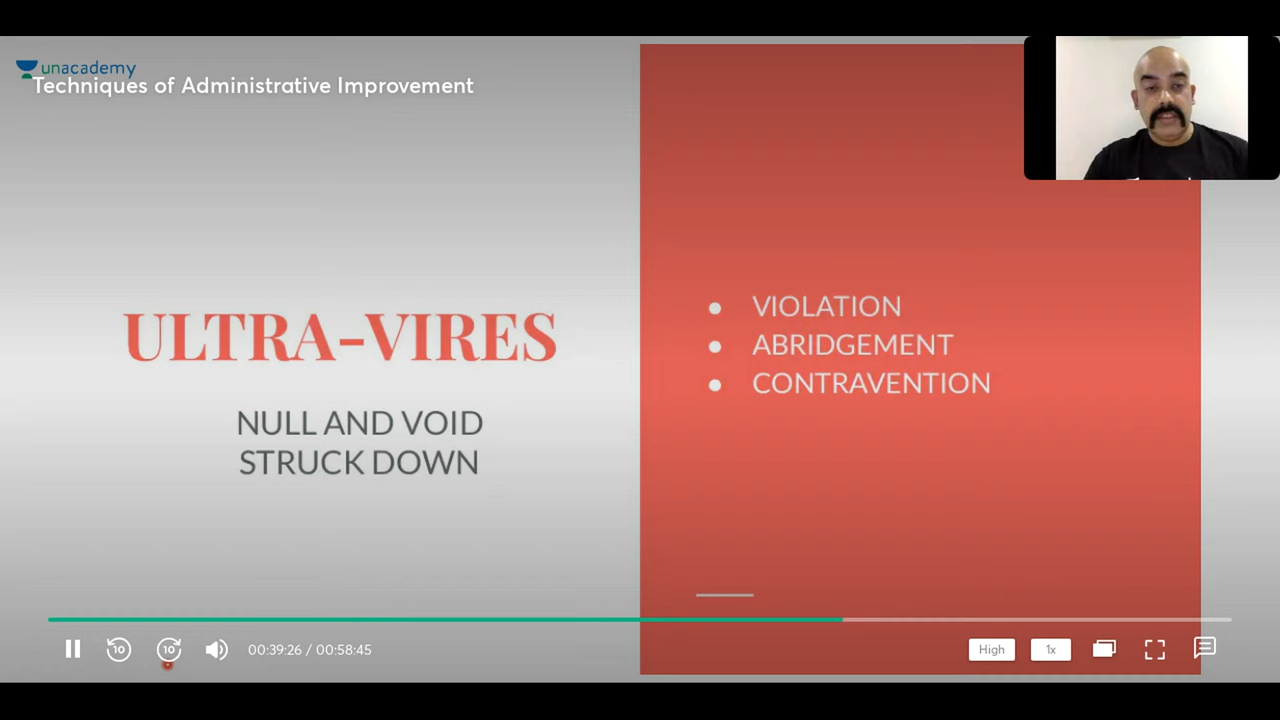 unacademy
Techniques of Administrative Improvement
ULTRA-VIRES
NULL AND VOID
STRUCK DOWN
● VIOLATION
● ABRIDGEMENT
● CONTRAVENTION
10
10
00:39:26 / 00:58:45
High
1x